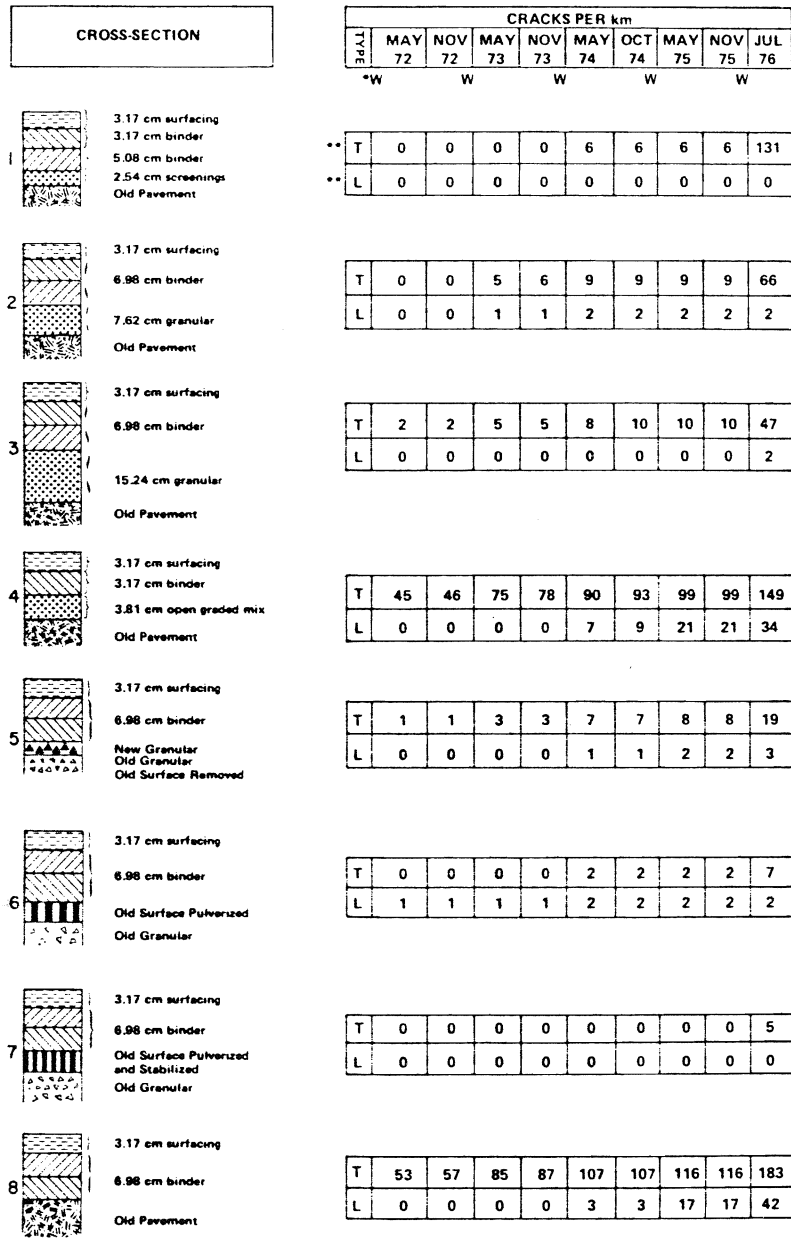 CROSS-SECTION
CRACKS PER km
TYPE MAY 72 NOV 72 MAY 73 NOV 73 MAY 74 OCT 74 MAY 75 NOV 75 JUL 76
*W W W W W
1
3.17 cm surfacing
3.17 cm binder
5.08 cm binder
2.54 cm screenings
Old Pavement
** T 0 0 0 0 6 6 6 6 131
** L 0 0 0 0 0 0 0 0 0
2
3.17 cm surfacing
6.98 cm binder
7.62 cm granular
Old Pavement
T 0 0 5 6 9 9 9 9 66
L 0 0 1 1 2 2 2 2 2
3
3.17 cm surfacing
6.98 cm binder
15.24 cm granular
Old Pavement
T 2 2 5 5 8 10 10 10 47
L 0 0 0 0 0 0 0 0 2
4
3.17 cm surfacing
3.17 cm binder
3.81 cm open graded mix
Old Pavement
T 45 46 75 78 90 93 99 99 149
L 0 0 0 0 7 9 21 21 34
5
3.17 cm surfacing
6.98 cm binder
New Granular
Old Granular
Old Surface Removed
T 1 1 3 3 7 7 8 8 19
L 0 0 0 0 1 1 2 2 3
6
3.17 cm surfacing
6.98 cm binder
Old Surface Pulverized
Old Granular
T 0 0 0 0 2 2 2 2 7
L 1 1 1 1 2 2 2 2 2
7
3.17 cm surfacing
6.98 cm binder
Old Surface Pulverized
and Stabilized
Old Granular
T 0 0 0 0 0 0 0 0 5
L 0 0 0 0 0 0 0 0 0
8
3.17 cm surfacing
6.98 cm binder
Old Pavement
T 53 57 85 87 107 107 116 116 183
L 0 0 0 0 3 3 17 17 42